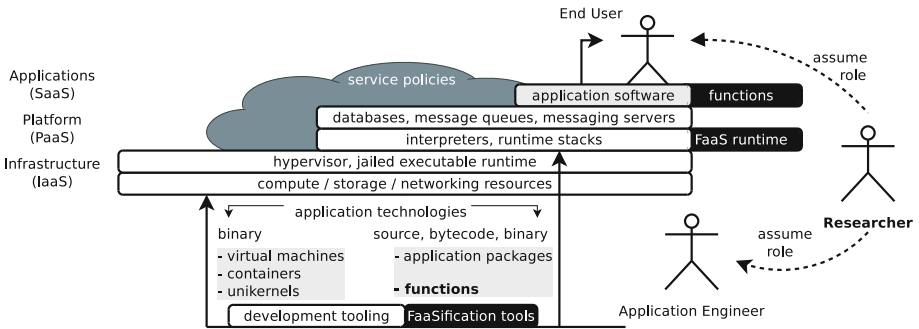 End User
assume
role
Applications
(SaaS)
service policies
application software
functions
Platform
(PaaS)
databases, message queues, messaging servers
interpreters, runtime stacks
FaaS runtime
Infrastructure
(IaaS)
hypervisor, jailed executable runtime
compute / storage / networking resources
Researcher
application technologies
binary
source, bytecode, binary
- virtual machines
- containers
- unikernels
- application packages
- functions
assume
role
development tooling
FaaSification tools
Application Engineer